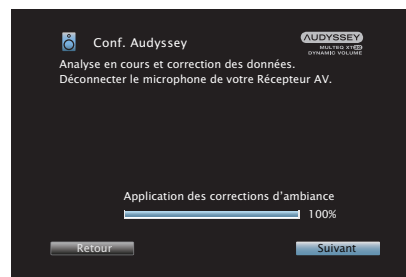 Conf. Audyssey
AUDYSSEY
MULTEQ XT32
DYNAMIC VOLUME
Analyse en cours et correction des données.
Déconnecter le microphone de votre Récepteur AV.
Application des corrections d’ambiance
100%
Retour
Suivant